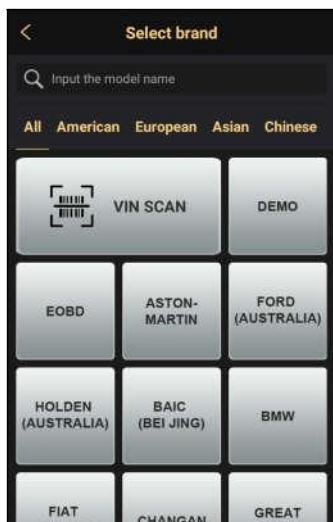 Select brand
Input the model name
All American European Asian Chinese
VIN SCAN
DEMO
EOBD
ASTON-
MARTIN
FORD
(AUSTRALIA)
HOLDEN
(AUSTRALIA)
BAIC
(BEI JING)
BMW
FIAT
CHANGAN
GREAT